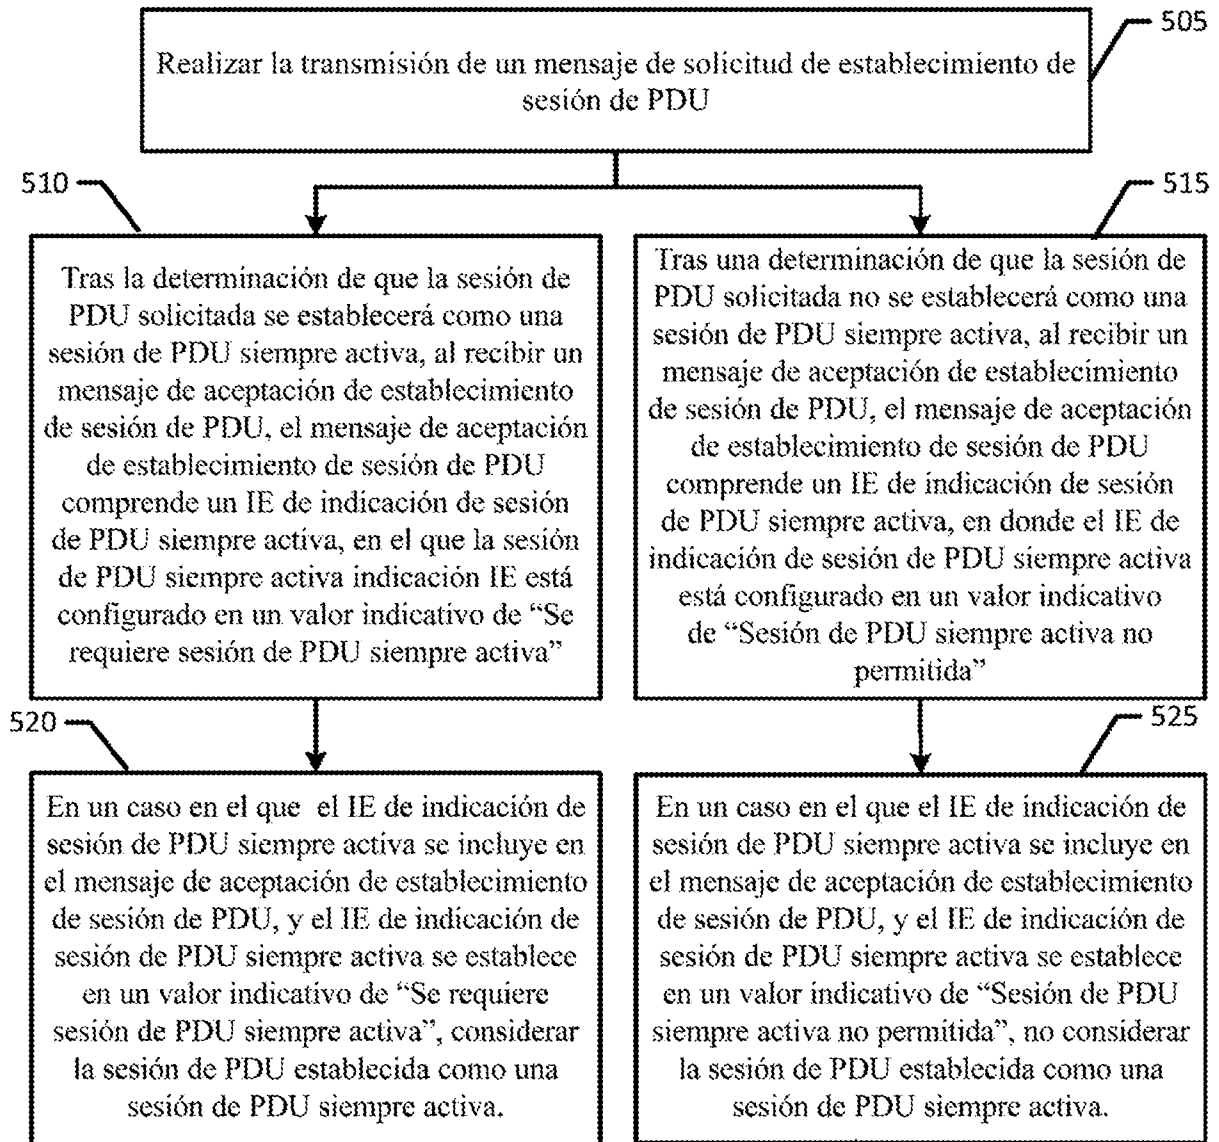 505
Realizar la transmisión de un mensaje de solicitud de establecimiento de
sesión de PDU
510
515
Tras la determinación de que la sesión de
PDU solicitada se establecerá como una
sesión de PDU siempre activa, al recibir un
mensaje de aceptación de establecimiento
de sesión de PDU, el mensaje de aceptación
de establecimiento de sesión de PDU
comprende un IE de indicación de sesión
de PDU siempre activa, en el que la sesión
de PDU siempre activa indicación IE está
configurado en un valor indicativo de “Se
requiere sesión de PDU siempre activa”
Tras una determinación de que la sesión de
PDU solicitada no se establecerá como una
sesión de PDU siempre activa, al recibir un
mensaje de aceptación de establecimiento
de sesión de PDU, el mensaje de aceptación
de establecimiento de sesión de PDU
comprende un IE de indicación de sesión
de PDU siempre activa, en donde el IE de
indicación de sesión de PDU siempre activa
está configurado en un valor indicativo
de “Sesión de PDU siempre activa no
permitida”
520
525
En un caso en el que el IE de indicación de
sesión de PDU siempre activa se incluye en
el mensaje de aceptación de establecimiento
de sesión de PDU, y el IE de indicación de
sesión de PDU siempre activa se establece
en un valor indicativo de “Se requiere
sesión de PDU siempre activa”, considerar
la sesión de PDU establecida como una
sesión de PDU siempre activa.
En un caso en el que el IE de indicación de
sesión de PDU siempre activa se incluye en
el mensaje de aceptación de establecimiento
de sesión de PDU, y el IE de indicación de
sesión de PDU siempre activa se establece
en un valor indicativo de “Sesión de PDU
siempre activa no permitida”, no considerar
la sesión de PDU establecida como una
sesión de PDU siempre activa.